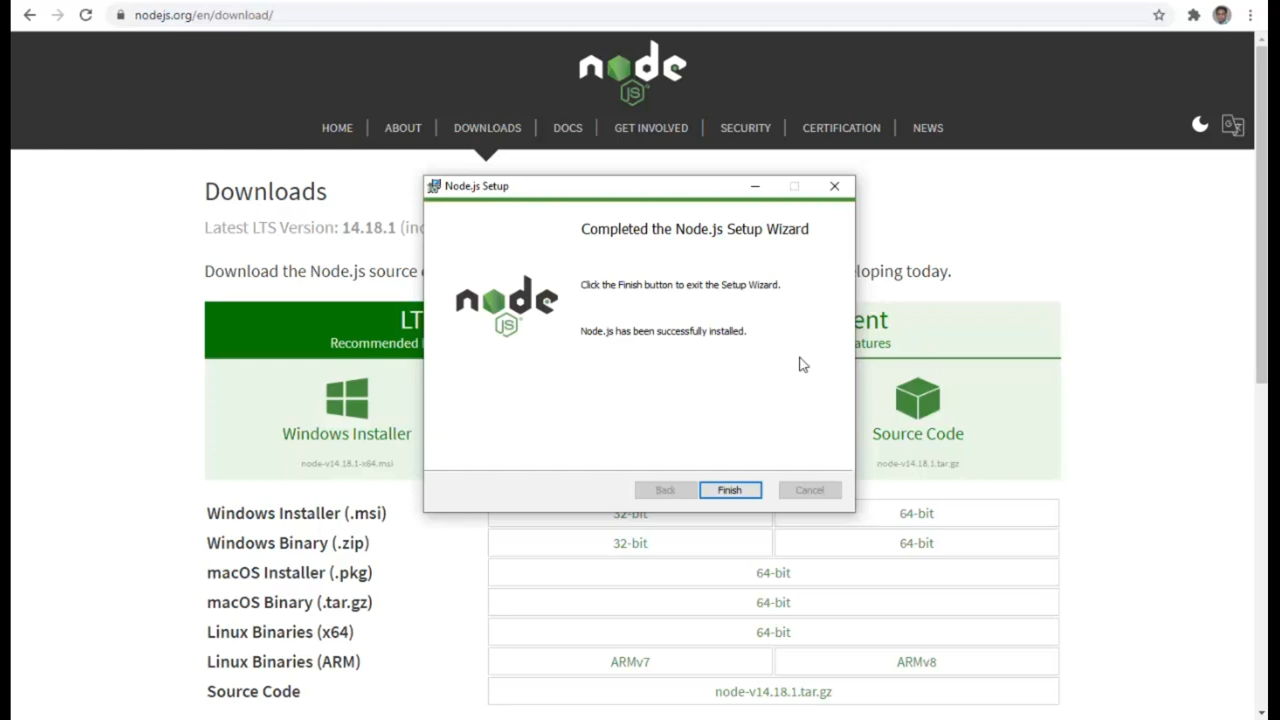 nodejs.org/en/download/
node
JS
HOME | ABOUT | DOWNLOADS | DOCS | GET INVOLVED | SECURITY | CERTIFICATION | NEWS
Downloads
Latest LTS Version: 14.18.1 (inc
Download the Node.js source
loping today.
LT
Recommended
ent
atures
Windows Installer
node-v14.18.1-x64.msi
Source Code
node-v14.18.1.tar.gz
Node.js Setup
Completed the Node.js Setup Wizard
Click the Finish button to exit the Setup Wizard.
node
JS
Node.js has been successfully installed.
Back Finish Cancel
Windows Installer (.msi) 32-bit 64-bit
Windows Binary (.zip) 32-bit 64-bit
macOS Installer (.pkg) 64-bit
macOS Binary (.tar.gz) 64-bit
Linux Binaries (x64) 64-bit
Linux Binaries (ARM) ARMv7 ARMv8
Source Code node-v14.18.1.tar.gz